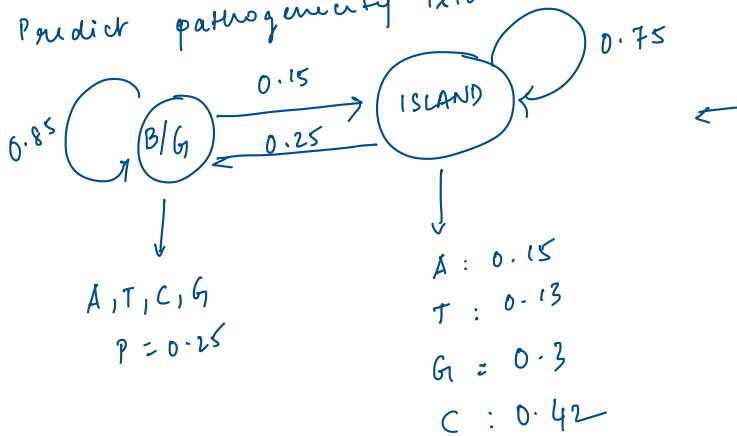 Predict pathogenicity
0.75
0.15
ISLAND
0.85
B/G
0.25
A, T, C, G
P = 0.25
A : 0.15
T : 0.13
G = 0.3
C : 0.42